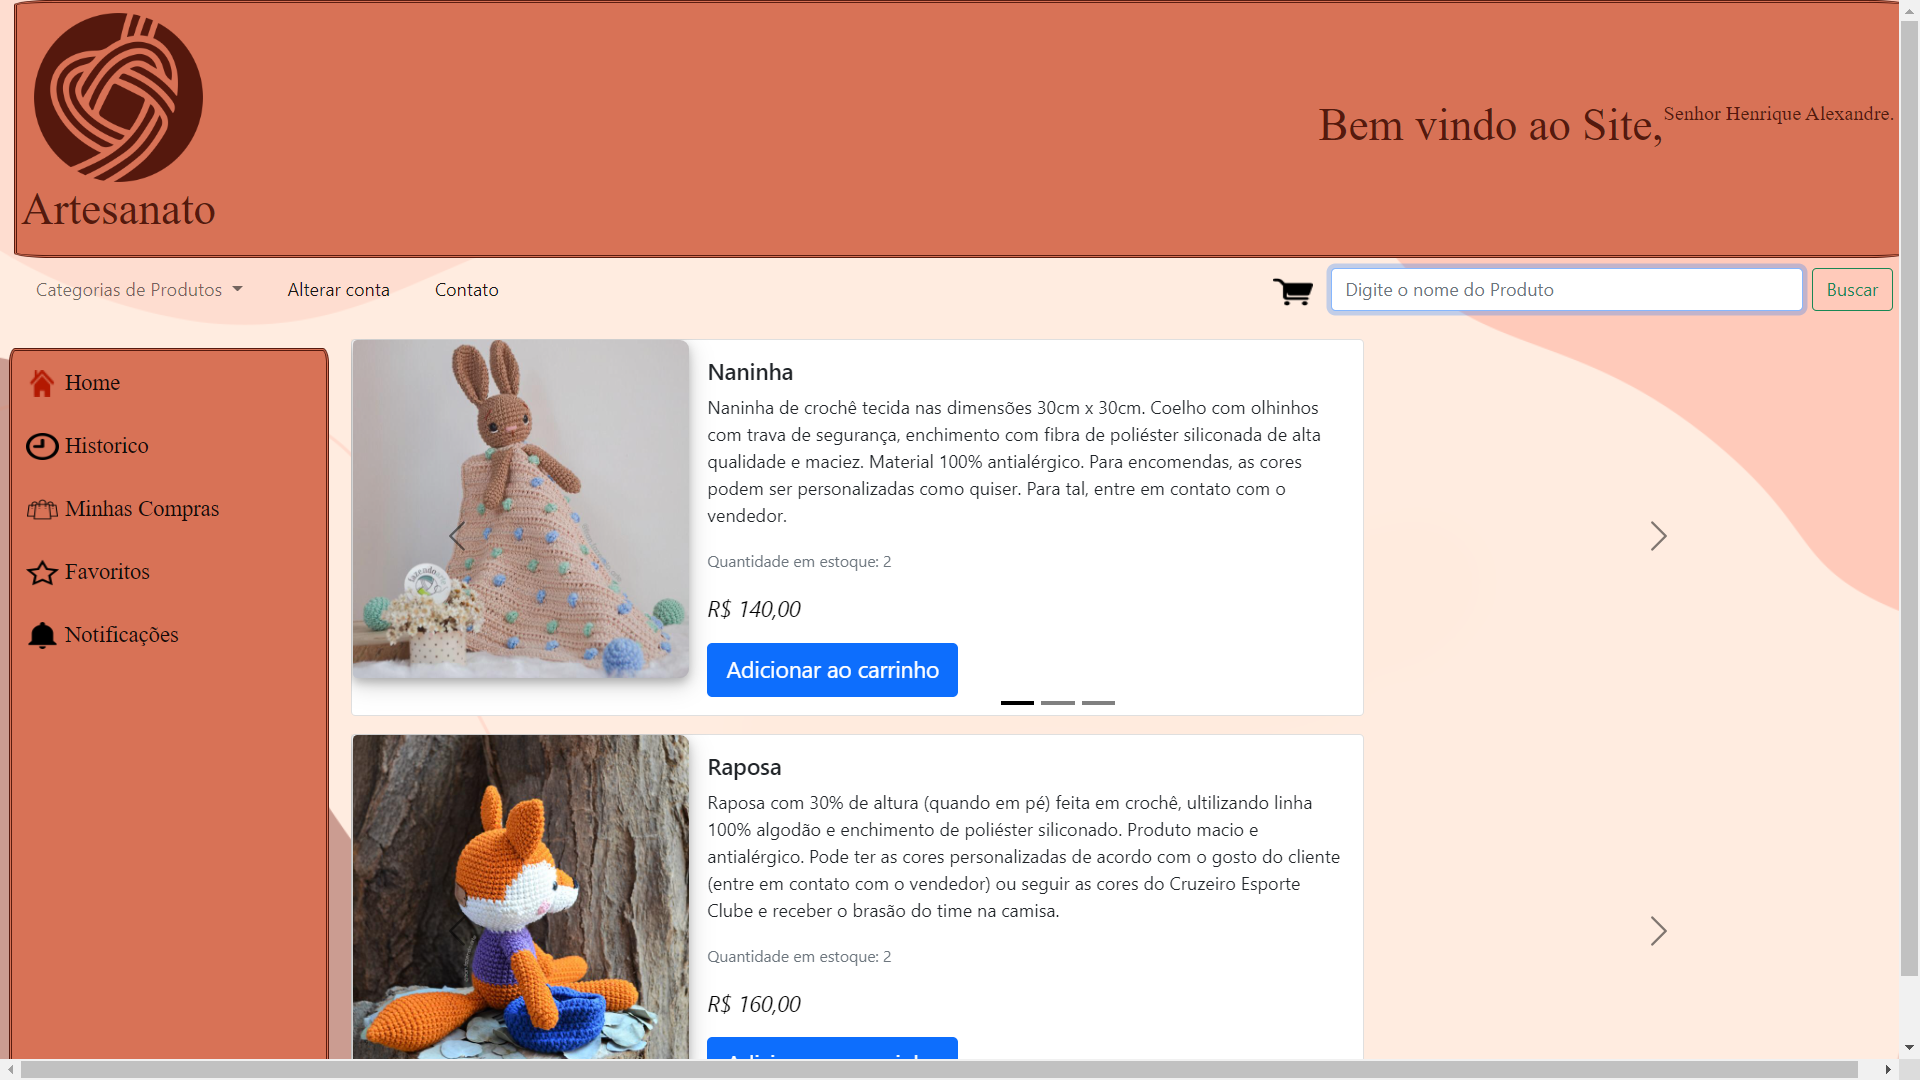 Artesanato
Bem vindo ao Site, Senhor Henrique Alexandre.
Categorias de Produtos
Alterar conta
Contato
Digite o nome do Produto
Buscar
Home
Historico
Minhas Compras
Favoritos
Notificações
Naninha
Naninha de crochê tecida nas dimensões 30cm x 30cm. Coelho com olhinhos
com trava de segurança, enchimento com fibra de poliéster siliconada de alta
qualidade e maciez. Material 100% antialérgico. Para encomendas, as cores
podem ser personalizadas como quiser. Para tal, entre em contato com o
vendedor.
Quantidade em estoque: 2
R$ 140,00
Adicionar ao carrinho
Raposa
Raposa com 30% de altura (quando em pé) feita em crochê, ultilizando linha
100% algodão e enchimento de poliéster siliconado. Produto macio e
antialérgico. Pode ter as cores personalizadas de acordo com o gosto do cliente
(entre em contato com o vendedor) ou seguir as cores do Cruzeiro Esporte
Clube e receber o brasão do time na camisa.
Quantidade em estoque: 2
R$ 160,00